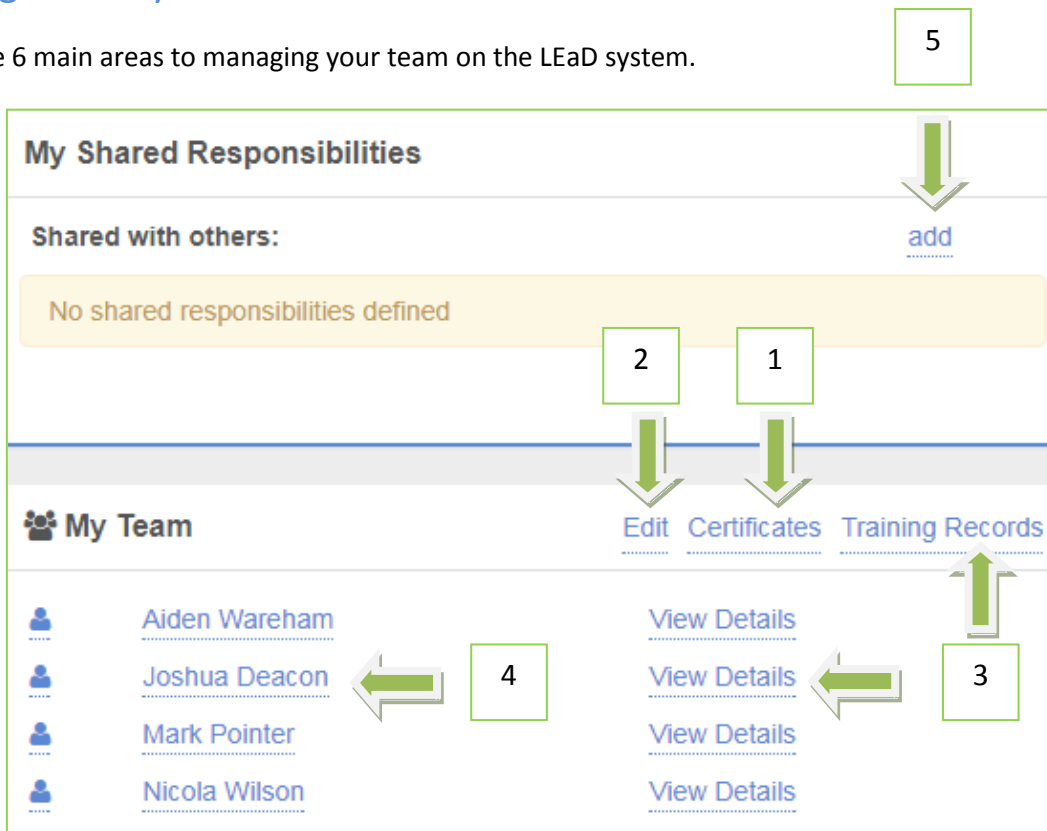 5
6 main areas to managing your team on the LEaD system.
My Shared Responsibilities
Shared with others: add
No shared responsibilities defined
2 1
My Team Edit Certificates Training Records
Aiden Wareham View Details
Joshua Deacon 4 View Details 3
Mark Pointer View Details
Nicola Wilson View Details